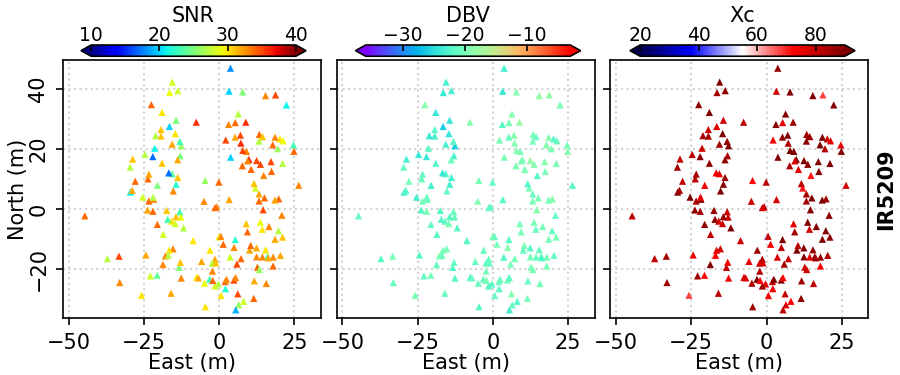 SNR DBV Xc
10 20 30 40 −30 −20 −10 20 40 60 80
40
20
0
−20
North (m)
IR5209
−50 −25 0 25 −50 −25 0 25 −50 −25 0 25
East (m) East (m) East (m)